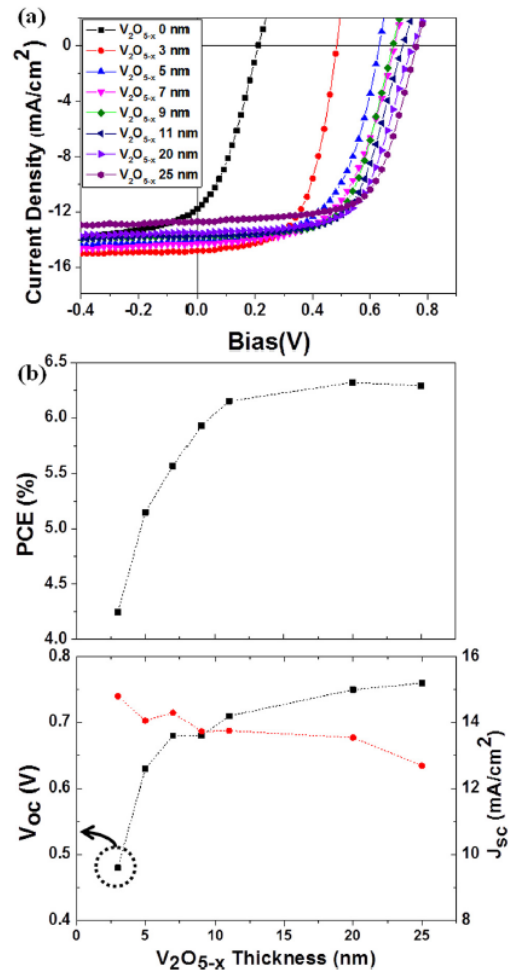 (a)
V₂O₅₋ₓ 0 nm
V₂O₅₋ₓ 3 nm
V₂O₅₋ₓ 5 nm
V₂O₅₋ₓ 7 nm
V₂O₅₋ₓ 9 nm
V₂O₅₋ₓ 11 nm
V₂O₅₋ₓ 20 nm
V₂O₅₋ₓ 25 nm
Current Density (mA/cm²)
0
-4
-8
-12
-16
-0.4 -0.2 0.0 0.2 0.4 0.6 0.8
Bias(V)
(b)
PCE (%)
6.5
6.0
5.5
5.0
4.5
4.0
V_OC (V)
0.8
0.7
0.6
0.5
0.4
16
14
12
10
8
J_SC (mA/cm²)
0 5 10 15 20 25
V₂O₅₋ₓ Thickness (nm)